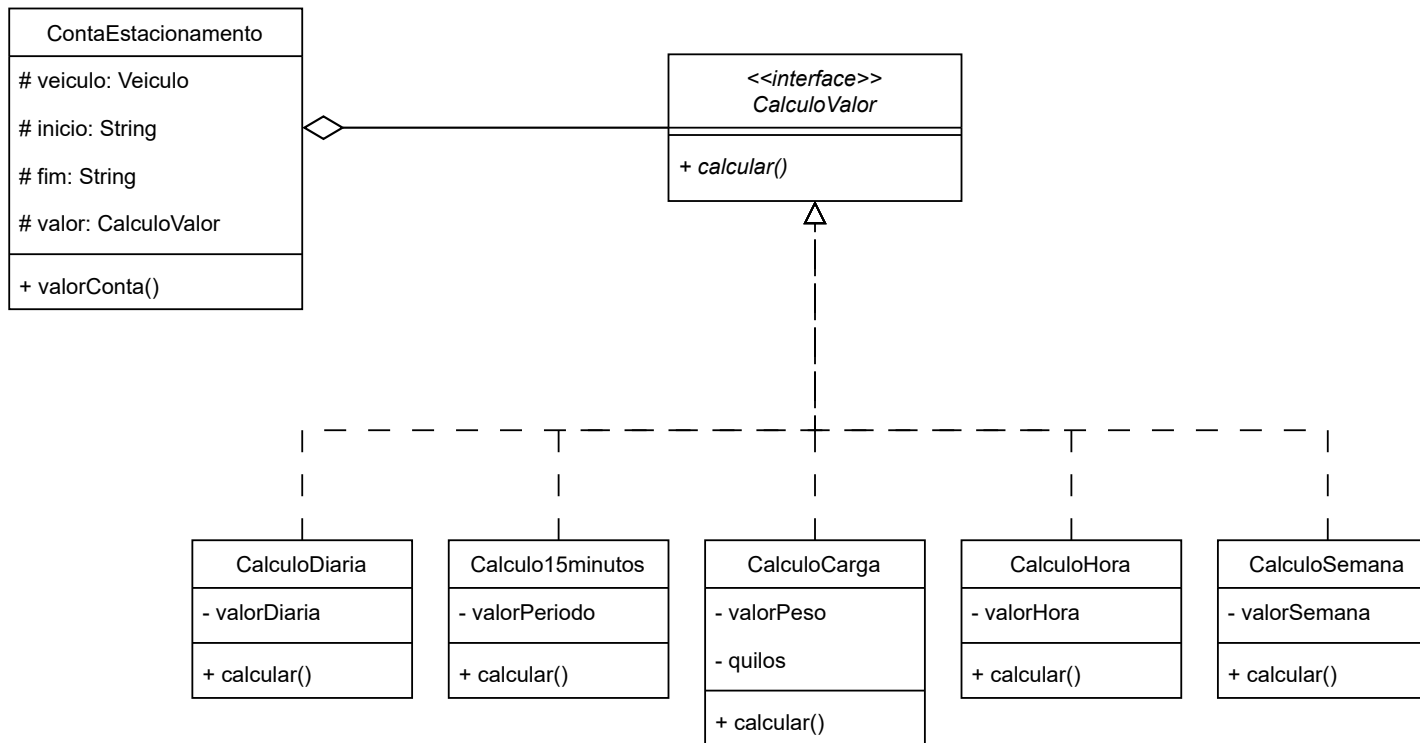 ContaEstacionamento
# veiculo: Veiculo
# inicio: String
# fim: String
# valor: CalculoValor
+ valorConta()
<<interface>>
CalculoValor
+ calcular()
CalculoDiaria
- valorDiaria
+ calcular()
Calculo15minutos
- valorPeriodo
+ calcular()
CalculoCarga
- valorPeso
- quilos
+ calcular()
CalculoHora
- valorHora
+ calcular()
CalculoSemana
- valorSemana
+ calcular()